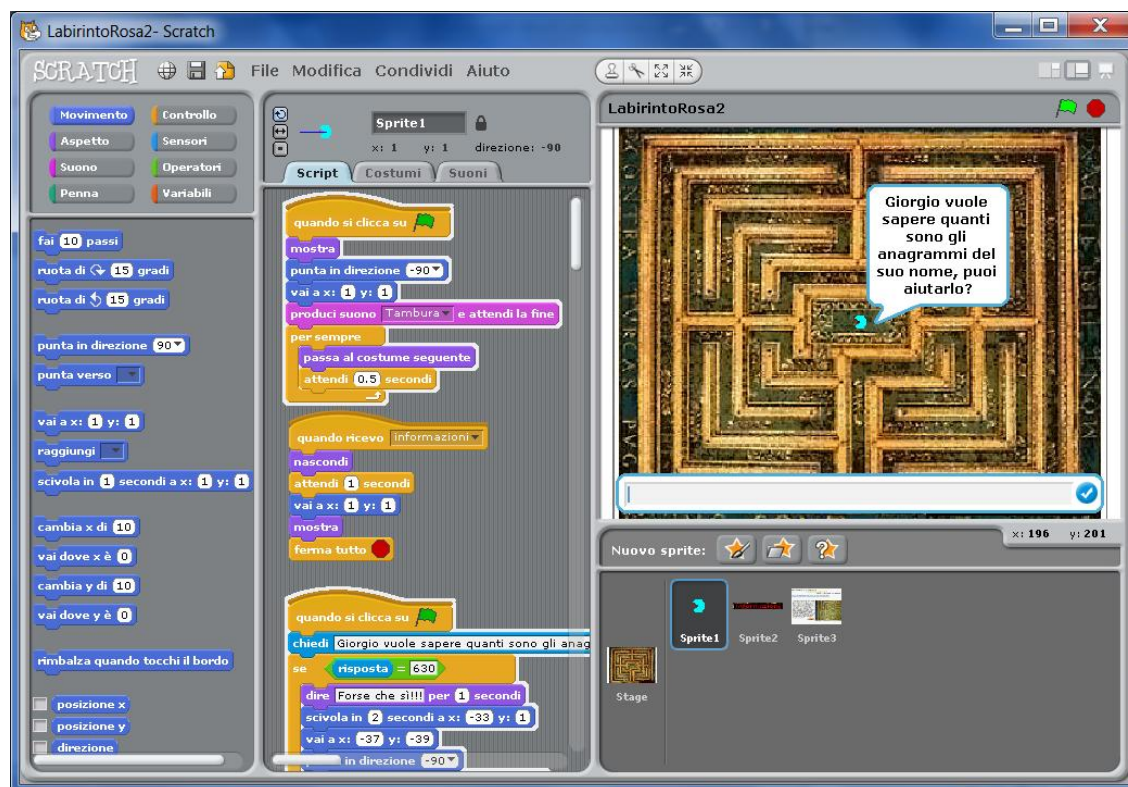 LabirintoRosa2- Scratch
SCRATCH File Modifica Condividi Aiuto
Movimento Controllo
Aspetto Sensori
Suono Operatori
Penna Variabili
fai 10 passi
ruota di 15 gradi
ruota di 15 gradi
punta in direzione 90
punta verso
vai a x: 1 y: 1
raggiungi
scivola in 1 secondi a x: 1 y: 1
cambia x di 10
vai dove x è 0
cambia y di 10
vai dove y è 0
rimbalza quando tocchi il bordo
posizione x
posizione y
direzione
Sprite1
x: 1 y: 1 direzione: -90
Script Costumi Suoni
quando si clicca su
mostra
punta in direzione -90
vai a x: 1 y: 1
produci suono Tambura e attendi la fine
per sempre
passa al costume seguente
attendi 0.5 secondi
quando ricevo informazioni
nascondi
attendi 1 secondi
vai a x: 1 y: 1
mostra
ferma tutto
quando si clicca su
chiedi Giorgio vuole sapere quanti sono gli anag
se risposta = 630
dire Forse che sì!!! per 1 secondi
scivola in 2 secondi a x: -33 y: 1
vai a x: -37 y: -39
in direzione -90
LabirintoRosa2
Giorgio vuole
sapere quanti
sono gli
anagrammi del
suo nome, puoi
aiutarlo?
x: 196 y: 201
Nuovo sprite:
Sprite1 Sprite2 Sprite3
Stage